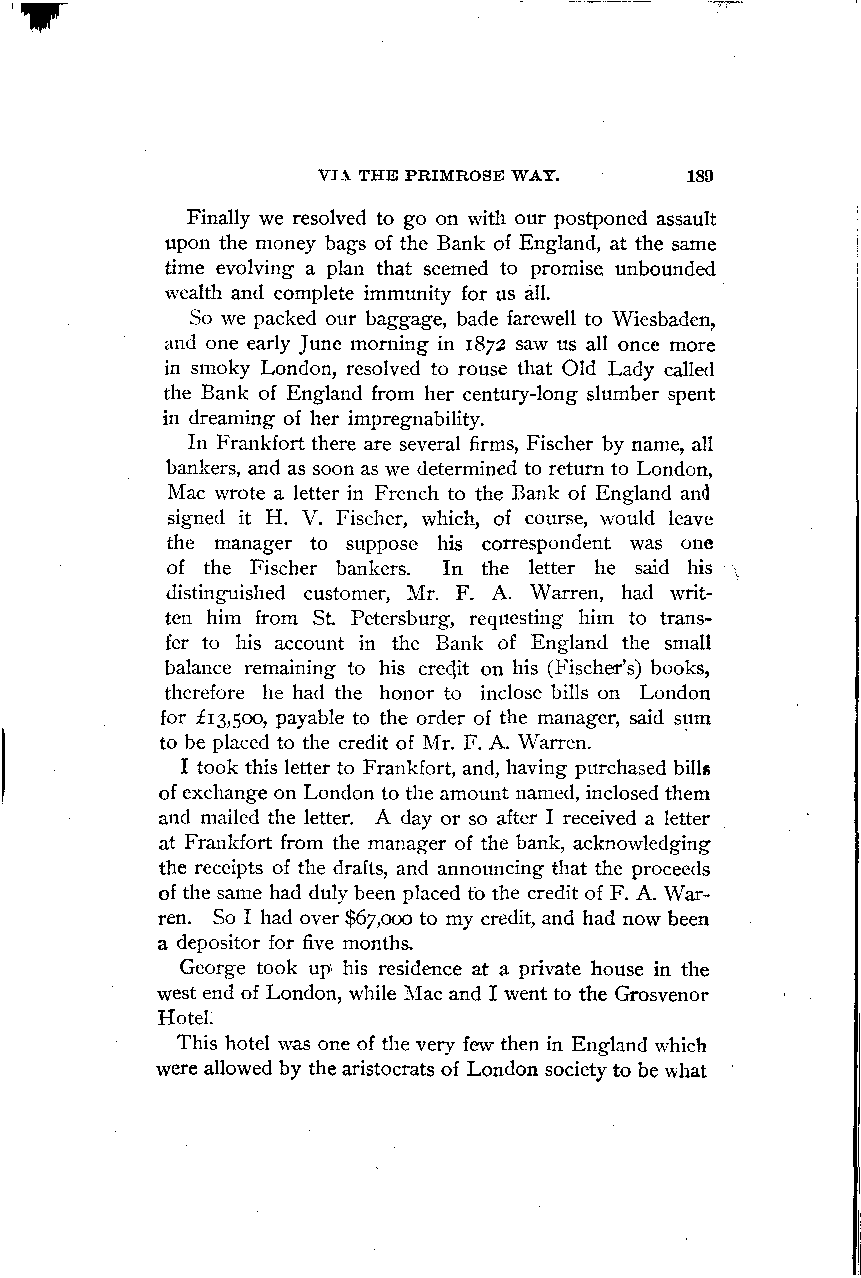 VIA THE PRIMROSE WAY. 189
Finally we resolved to go on with our postponed assault
upon the money bags of the Bank of England, at the same
time evolving a plan that seemed to promise unbounded
wealth and complete immunity for us all.
So we packed our baggage, bade farewell to Wiesbaden,
and one early June morning in 1872 saw us all once more
in smoky London, resolved to rouse that Old Lady called
the Bank of England from her century-long slumber spent
in dreaming of her impregnability.
In Frankfort there are several firms, Fischer by name, all
bankers, and as soon as we determined to return to London,
Mac wrote a letter in French to the Bank of England and
signed it H. V. Fischer, which, of course, would leave
the manager to suppose his correspondent was one
of the Fischer bankers. In the letter he said his
distinguished customer, Mr. F. A. Warren, had writ-
ten him from St. Petersburg, requesting him to trans-
fer to his account in the Bank of England the small
balance remaining to his credit on his (Fischer's) books,
therefore he had the honor to inclose bills on London
for £13,500, payable to the order of the manager, said sum
to be placed to the credit of Mr. F. A. Warren.
I took this letter to Frankfort, and, having purchased bills
of exchange on London to the amount named, inclosed them
and mailed the letter. A day or so after I received a letter
at Frankfort from the manager of the bank, acknowledging
the receipts of the drafts, and announcing that the proceeds
of the same had duly been placed to the credit of F. A. War-
ren. So I had over $67,000 to my credit, and had now been
a depositor for five months.
George took up his residence at a private house in the
west end of London, while Mac and I went to the Grosvenor
Hotel.
This hotel was one of the very few then in England which
were allowed by the aristocrats of London society to be what